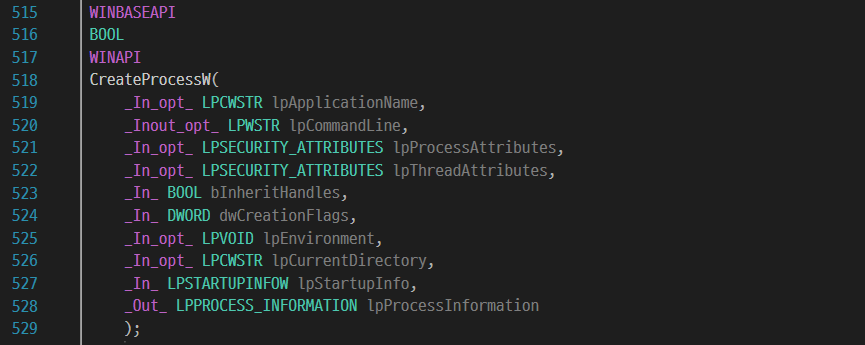 515 WINBASEAPI
516 BOOL
517 WINAPI
518 CreateProcessW(
519 _In_opt_ LPCWSTR lpApplicationName,
520 _Inout_opt_ LPWSTR lpCommandLine,
521 _In_opt_ LPSECURITY_ATTRIBUTES lpProcessAttributes,
522 _In_opt_ LPSECURITY_ATTRIBUTES lpThreadAttributes,
523 _In_ BOOL bInheritHandles,
524 _In_ DWORD dwCreationFlags,
525 _In_opt_ LPVOID lpEnvironment,
526 _In_opt_ LPCWSTR lpCurrentDirectory,
527 _In_ LPSTARTUPINFOW lpStartupInfo,
528 _Out_ LPPROCESS_INFORMATION lpProcessInformation
529 );